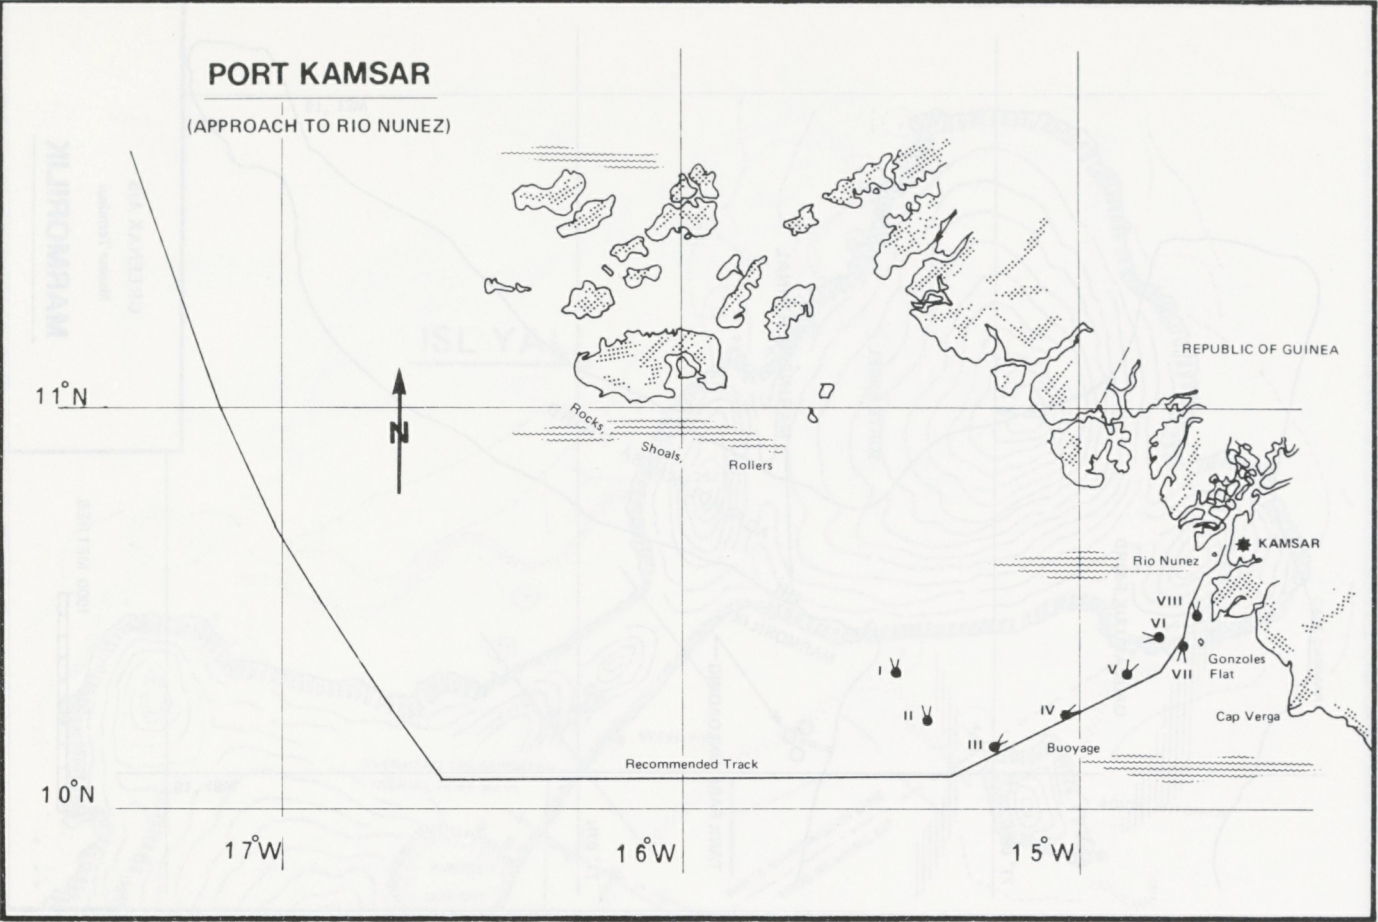 PORT KAMSAR
(APPROACH TO RIO NUNEZ)
REPUBLIC OF GUINEA
11°N
N
Rocks,
Shoals,
Rollers
KAMSAR
Rio Nunez
VIII
VI
I
V
VII
Gonzoles
Flat
II
IV
Cap Verga
III
Buoyage
Recommended Track
10°N
17°W
16°W
15°W